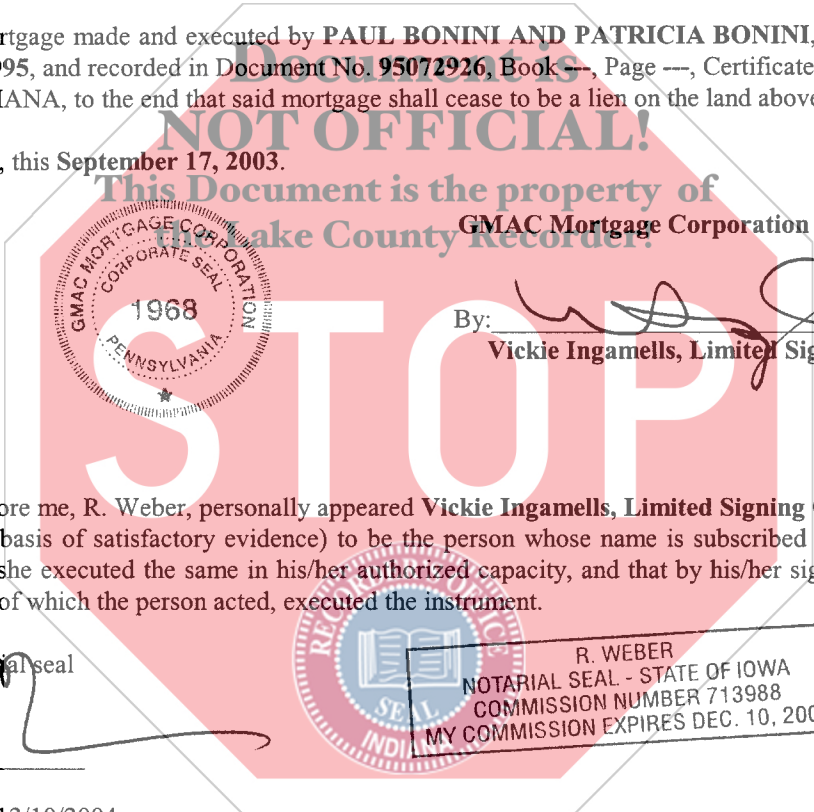 rtgage made and executed by PAUL BONINI AND PATRICIA BONINI,
995, and recorded in Document No. 95072926, Book ---, Page ---, Certificate
IANA, to the end that said mortgage shall cease to be a lien on the land above
Document is
NOT OFFICIAL!
This Document is the property of
the Lake County Recorder!
STOP
, this September 17, 2003.
GMAC MORTGAGE CORPORATION
CORPORATE SEAL
1968
PENNSYLVANIA
GMAC Mortgage Corporation
By:
Vickie Ingamells, Limited Sig
ore me, R. Weber, personally appeared Vickie Ingamells, Limited Signing
basis of satisfactory evidence) to be the person whose name is subscribed
she executed the same in his/her authorized capacity, and that by his/her sig
of which the person acted, executed the instrument.
ial seal
RECORDER'S OFFICE
SEAL
INDIANA
R. WEBER
NOTARIAL SEAL - STATE OF IOWA
COMMISSION NUMBER 713988
MY COMMISSION EXPIRES DEC. 10, 200